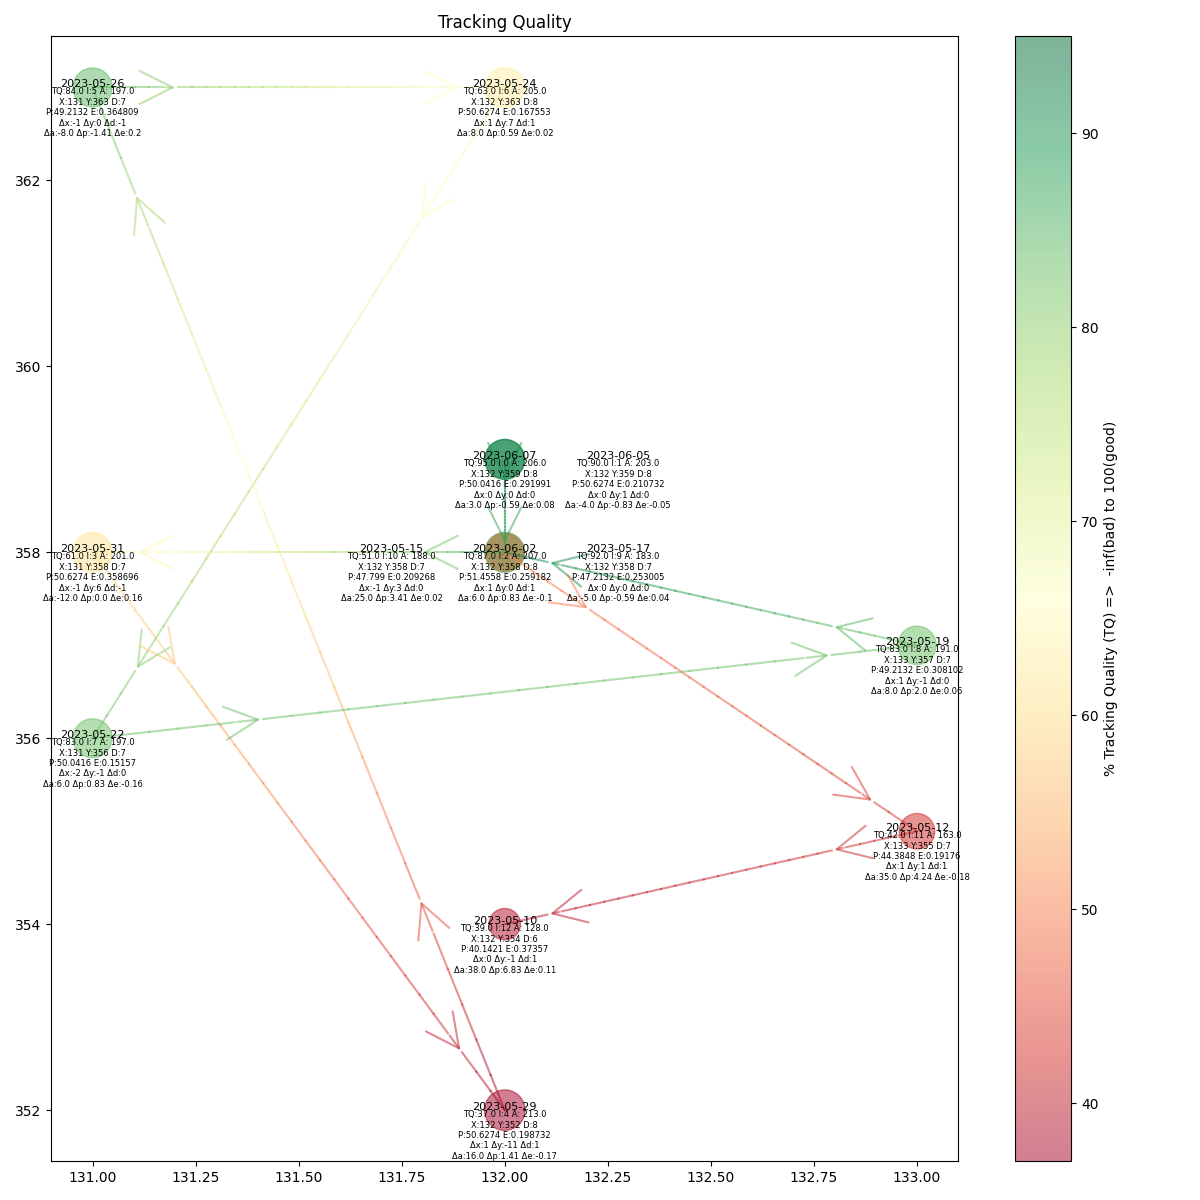 Tracking Quality
2023-05-26
TQ:84.0 I:5 A: 197.0
X:131 Y:363 D:7
P:49.2132 E:0.364809
Δx:-1 Δy:0 Δd:-1
Δa:-8.0 Δp:-1.41 Δe:0.2
2023-05-24
TQ:63.0 I:6 A: 205.0
X:132 Y:363 D:8
P:50.6274 E:0.167553
Δx:1 Δy:7 Δd:1
Δa:8.0 Δp:0.59 Δe:0.02
2023-06-07
TQ:95.0 I:0 A: 206.0
X:132 Y:359 D:8
P:50.0416 E:0.291991
Δx:0 Δy:0 Δd:0
Δa:3.0 Δp:-0.59 Δe:0.08
2023-06-05
TQ:90.0 I:1 A: 203.0
X:132 Y:359 D:8
P:50.6274 E:0.210732
Δx:0 Δy:1 Δd:0
Δa:-4.0 Δp:-0.83 Δe:-0.05
2023-05-31
TQ:61.0 I:3 A: 201.0
X:131 Y:358 D:7
P:50.6274 E:0.358696
Δx:-1 Δy:6 Δd:-1
Δa:-12.0 Δp:0.0 Δe:0.16
2023-05-15
TQ:51.0 I:10 A: 188.0
X:132 Y:358 D:7
P:47.799 E:0.209268
Δx:-1 Δy:3 Δd:0
Δa:25.0 Δp:3.41 Δe:0.02
2023-06-02
TQ:87.0 I:2 A: 207.0
X:132 Y:358 D:8
P:51.4558 E:0.259182
Δx:1 Δy:0 Δd:1
Δa:6.0 Δp:0.83 Δe:-0.1
2023-05-17
TQ:92.0 I:9 A: 183.0
X:132 Y:358 D:7
P:47.2132 E:0.253005
Δx:0 Δy:0 Δd:0
Δa:-5.0 Δp:-0.59 Δe:0.04
2023-05-19
TQ:83.0 I:8 A: 191.0
X:133 Y:357 D:7
P:49.2132 E:0.308102
Δx:1 Δy:-1 Δd:0
Δa:8.0 Δp:2.0 Δe:0.06
2023-05-22
TQ:83.0 I:7 A: 197.0
X:131 Y:356 D:7
P:50.0416 E:0.15157
Δx:-2 Δy:-1 Δd:0
Δa:6.0 Δp:0.83 Δe:-0.16
2023-05-12
TQ:42.0 I:11 A: 163.0
X:133 Y:355 D:7
P:44.3848 E:0.19176
Δx:1 Δy:1 Δd:1
Δa:35.0 Δp:4.24 Δe:-0.18
2023-05-10
TQ:39.0 I:12 A: 128.0
X:132 Y:354 D:6
P:40.1421 E:0.37357
Δx:0 Δy:-1 Δd:1
Δa:38.0 Δp:6.83 Δe:0.11
2023-05-29
TQ:37.0 I:4 A: 213.0
X:132 Y:352 D:8
P:50.6274 E:0.198732
Δx:1 Δy:-11 Δd:1
Δa:16.0 Δp:1.41 Δe:-0.17
362
360
358
356
354
352
131.00
131.25
131.50
131.75
132.00
132.25
132.50
132.75
133.00
90
80
70
60
50
40
% Tracking Quality (TQ) => -inf(bad) to 100(good)